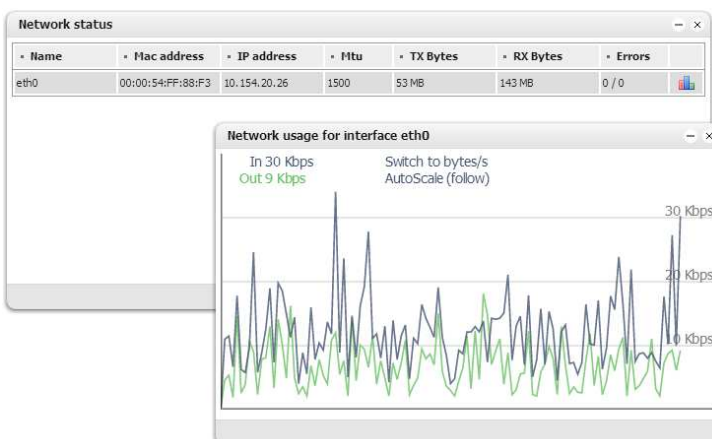 Network status
Name Mac address IP address Mtu TX Bytes RX Bytes Errors
eth0 00:00:54:FF:88:F3 10.154.20.26 1500 53 MB 143 MB 0 / 0
Network usage for interface eth0
In 30 Kbps Switch to bytes/s
Out 9 Kbps AutoScale (follow)
30 Kbps
20 Kbps
10 Kbps